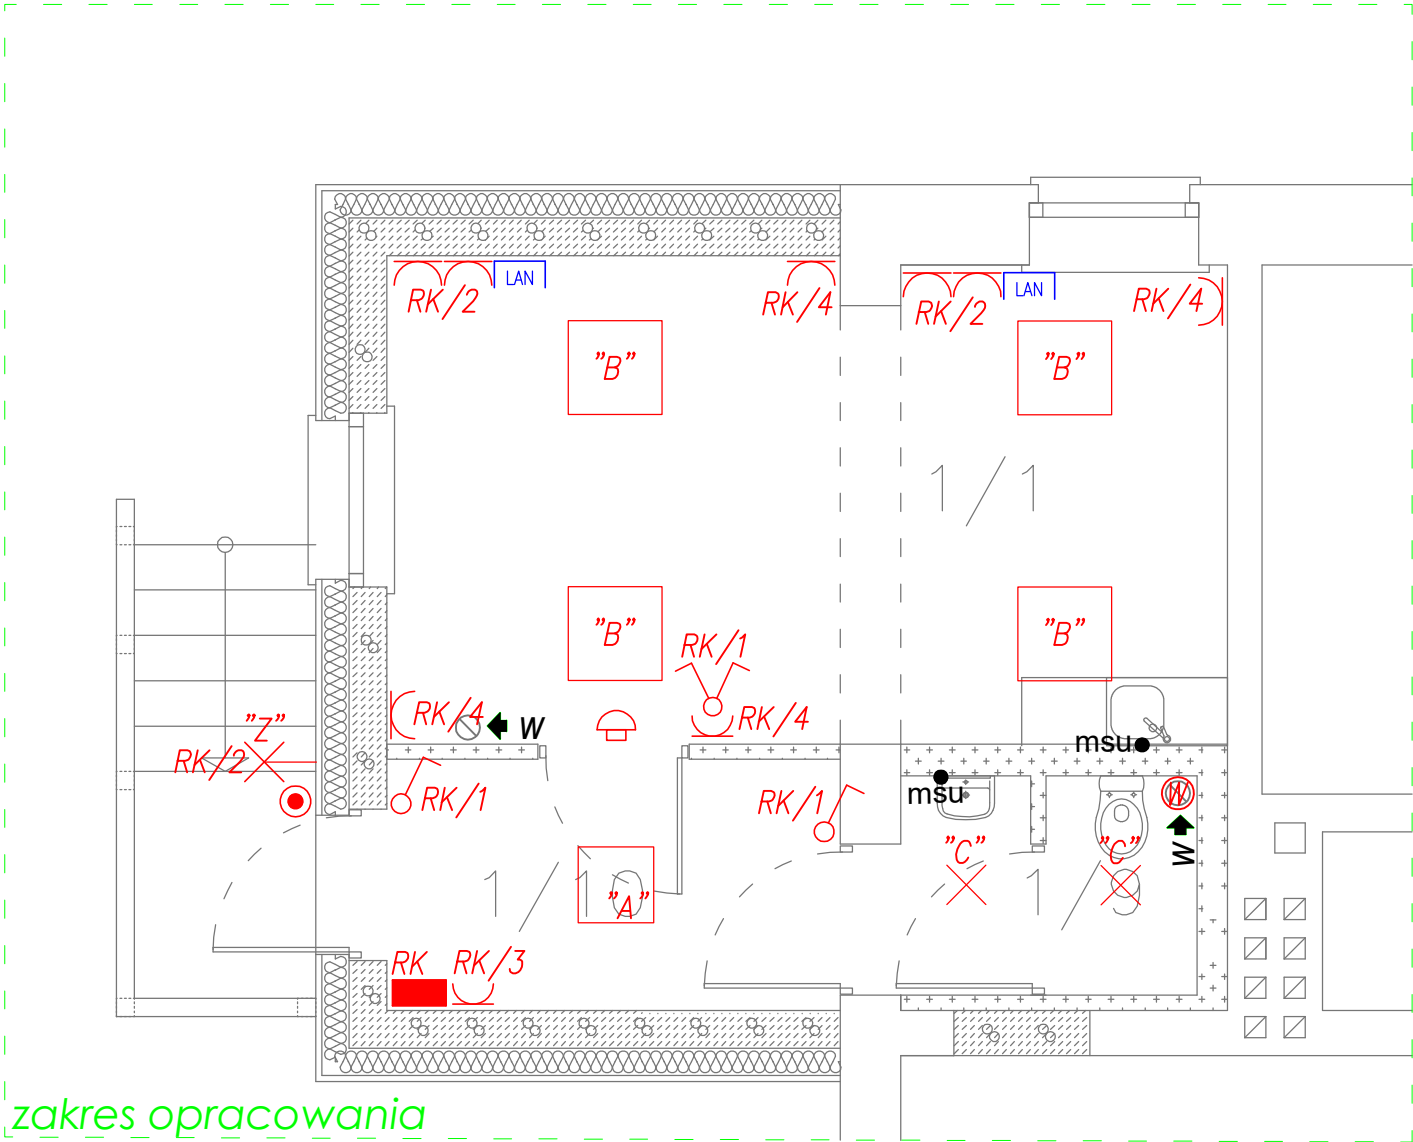 LAN
RK/2
RK/4
LAN
RK/2
RK/4
"B"
"B"
1/1
"B"
"B"
RK/1
RK/4
RK/4
W
"Z"
RK/2
msu
msu
RK/1
RK/1
W
"C"
"C"
1/1
"A"
1/
RK
RK/3
zakres opracowania